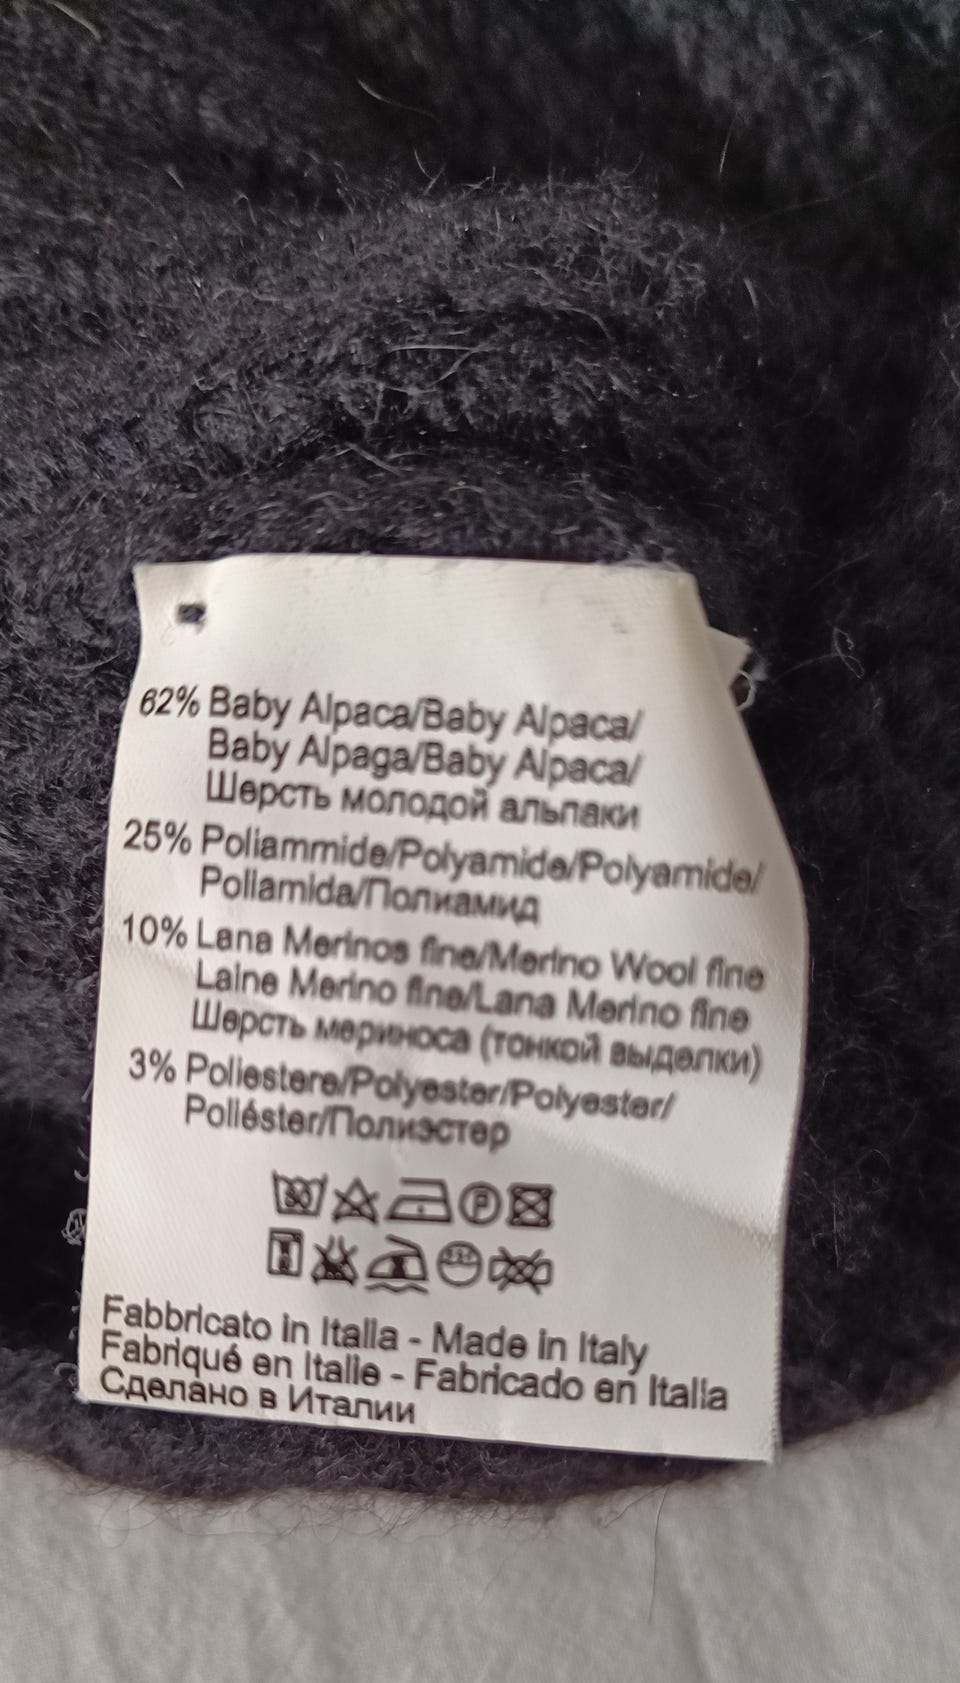 62% Baby Alpaca/Baby Alpaca/
Baby Alpaga/Baby Alpaca/
Шерсть молодой альпаки
25% Poliammide/Polyamide/Polyamide/
Poliamida/Полиамид
10% Lana Merinos fine/Merino Wool fine
Laine Merino fine/Lana Merino fine
Шерсть мериноса (тонкой выделки)
3% Poliestere/Polyester/Polyester/
Poliéster/Полиэстер
30 P
Fabbricato in Italia - Made in Italy
Fabriqué en Italie - Fabricado en Italia
Сделано в Италии